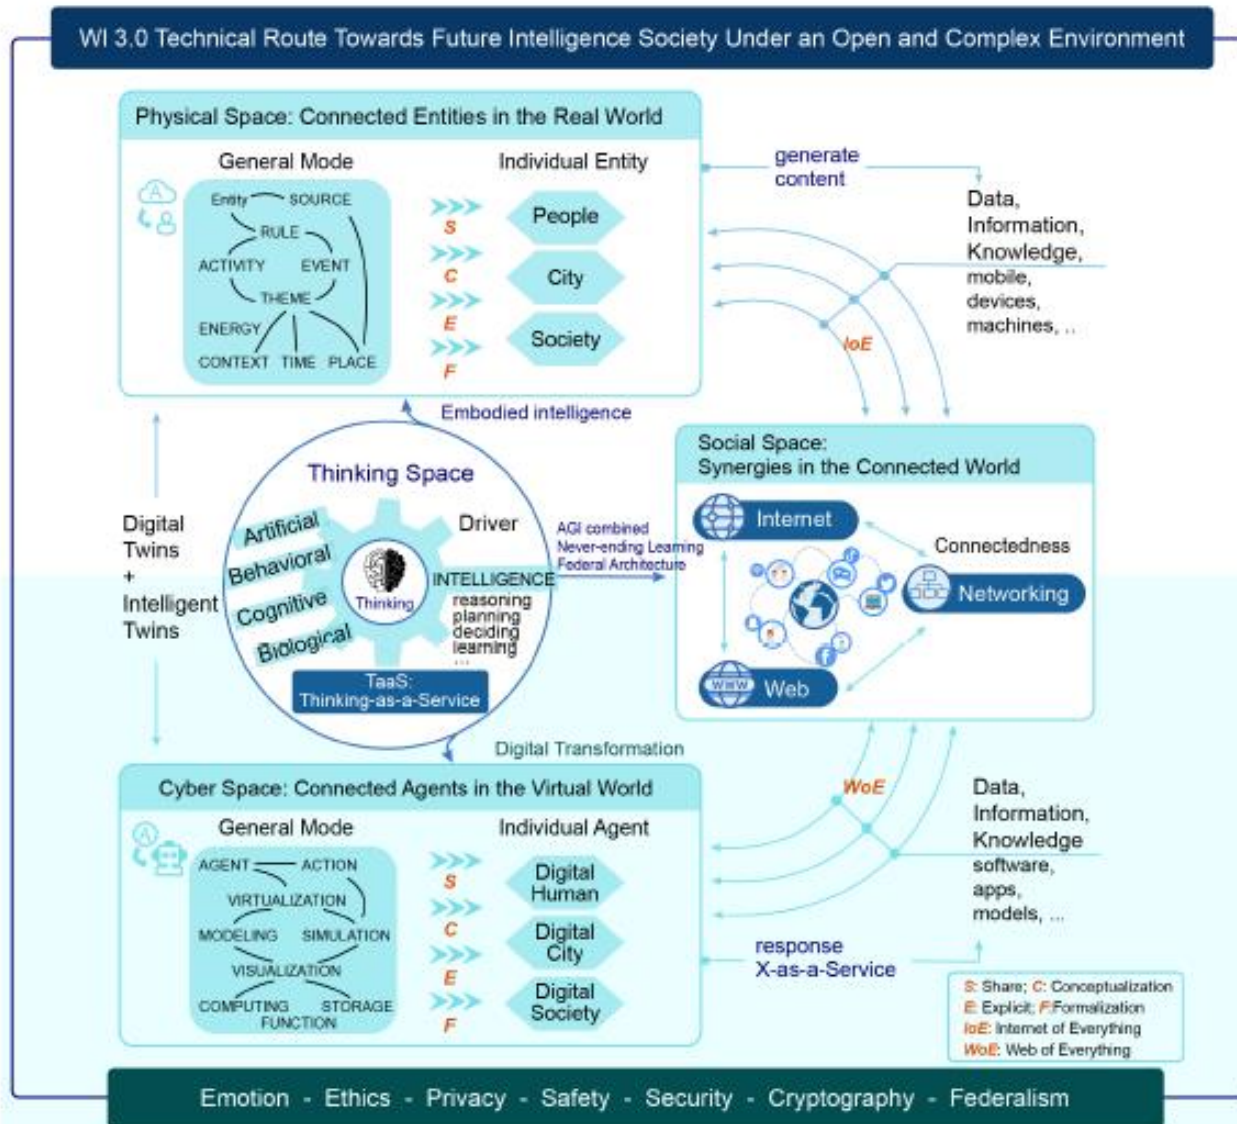 WI 3.0 Technical Route Towards Future Intelligence Society Under an Open and Complex Environment
Physical Space: Connected Entities in the Real World
General Mode
Individual Entity
Entity
SOURCE
RULE
ACTIVITY
EVENT
THEME
ENERGY
CONTEXT
TIME
PLACE
A
S
C
E
F
People
City
Society
generate
content
Data,
Information,
Knowledge,
mobile,
devices,
machines, ..
IoE
Embodied intelligence
Digital
Twins
+
Intelligent
Twins
Thinking Space
Artificial
Behavioral
Cognitive
Biological
Thinking
Driver
INTELLIGENCE
reasoning
planning
deciding
learning
...
TaaS:
Thinking-as-a-Service
AGI combined
Never-ending Learning
Federal Architecture
Social Space:
Synergies in the Connected World
Internet
Connectedness
Networking
WWW
Web
Digital Transformation
Cyber Space: Connected Agents in the Virtual World
General Mode
Individual Agent
A
AGENT
ACTION
VIRTUALIZATION
MODELING
SIMULATION
VISUALIZATION
COMPUTING
STORAGE
FUNCTION
S
C
E
F
Digital
Human
Digital
City
Digital
Society
WoE
Data,
Information,
Knowledge
software,
apps,
models, ...
response
X-as-a-Service
S: Share; C: Conceptualization
E: Explicit; F:Formalization
IoE: Internet of Everything
WoE: Web of Everything
Emotion - Ethics - Privacy - Safety - Security - Cryptography - Federalism